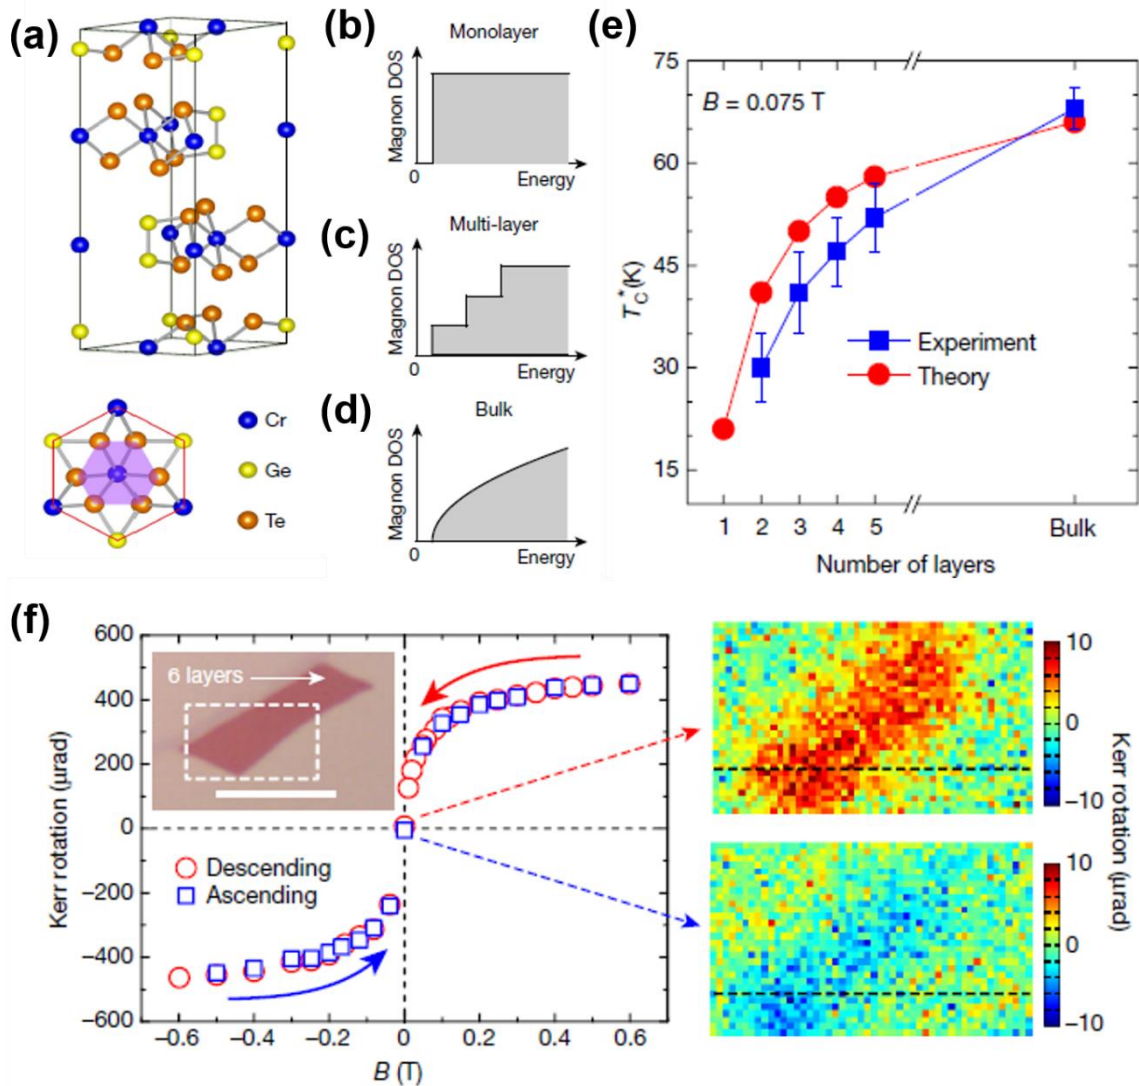 (a)
Cr
Ge
Te
(b)
Monolayer
Magnon DOS
0
Energy
(c)
Multi-layer
Magnon DOS
0
Energy
(d)
Bulk
Magnon DOS
0
Energy
(e)
B = 0.075 T
75
60
45
30
15
T_C* (K)
Experiment
Theory
1 2 3 4 5 Bulk
Number of layers
(f)
600
400
200
0
−200
−400
−600
Kerr rotation (μrad)
6 layers
Descending
Ascending
−0.6 −0.4 −0.2 0 0.2 0.4 0.6
B (T)
10
0
−10
10
0
−10
Kerr rotation (μrad)